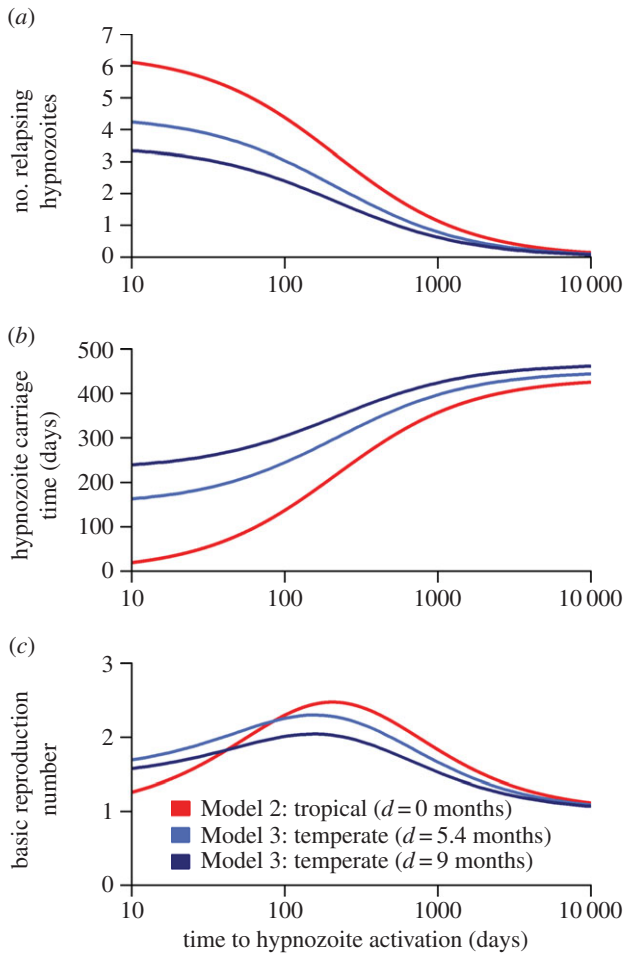 (a)
7
6
5
4
3
2
1
0
no. relapsing
hypnozoites
10
100
1000
10 000
(b)
500
400
300
200
100
0
hypnozoite carriage
time (days)
10
100
1000
10 000
(c)
3
2
1
0
basic reproduction
number
Model 2: tropical (d = 0 months)
Model 3: temperate (d = 5.4 months)
Model 3: temperate (d = 9 months)
10
100
1000
10 000
time to hypnozoite activation (days)